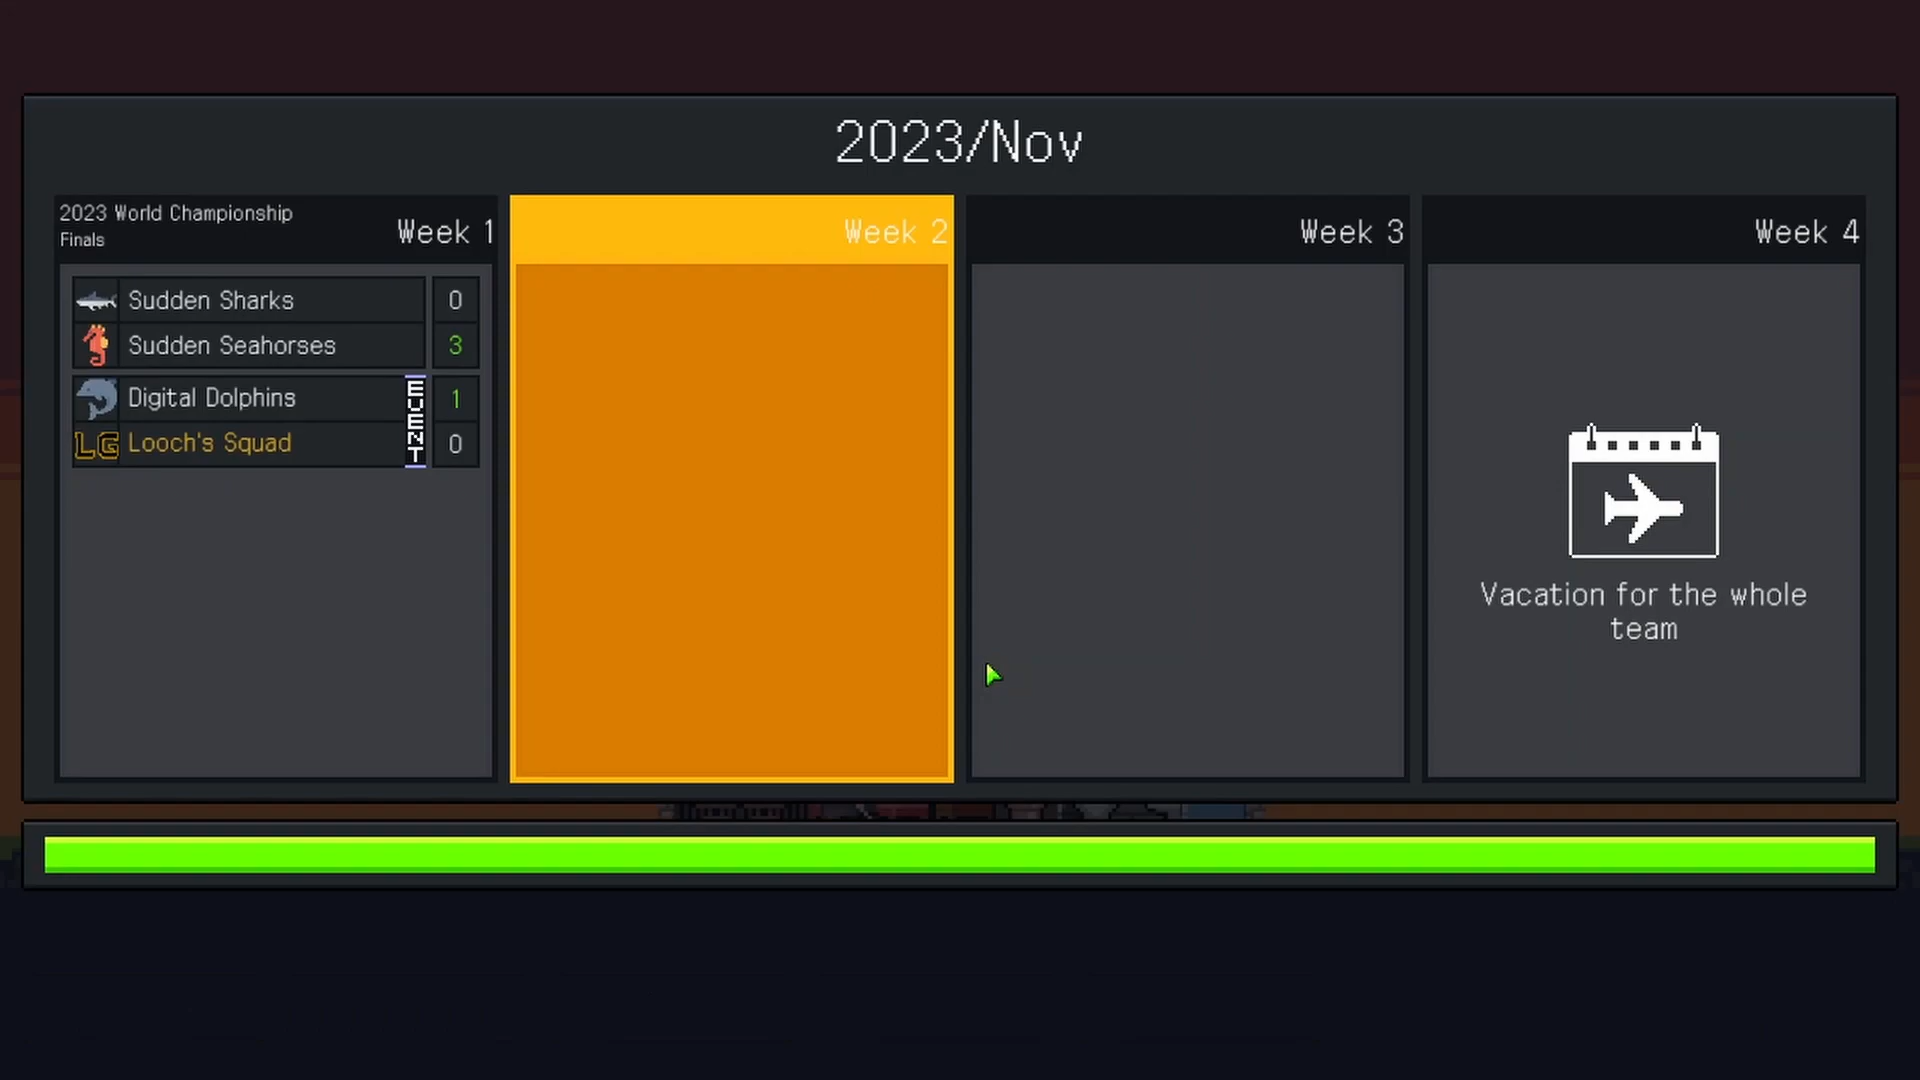 2023/Nov
2023 World Championship
Finals
Week 1
Week 2
Week 3
Week 4
Sudden Sharks 0
Sudden Seahorses 3
Digital Dolphins 1
LG Looch's Squad 0
EVENT
Vacation for the whole
team